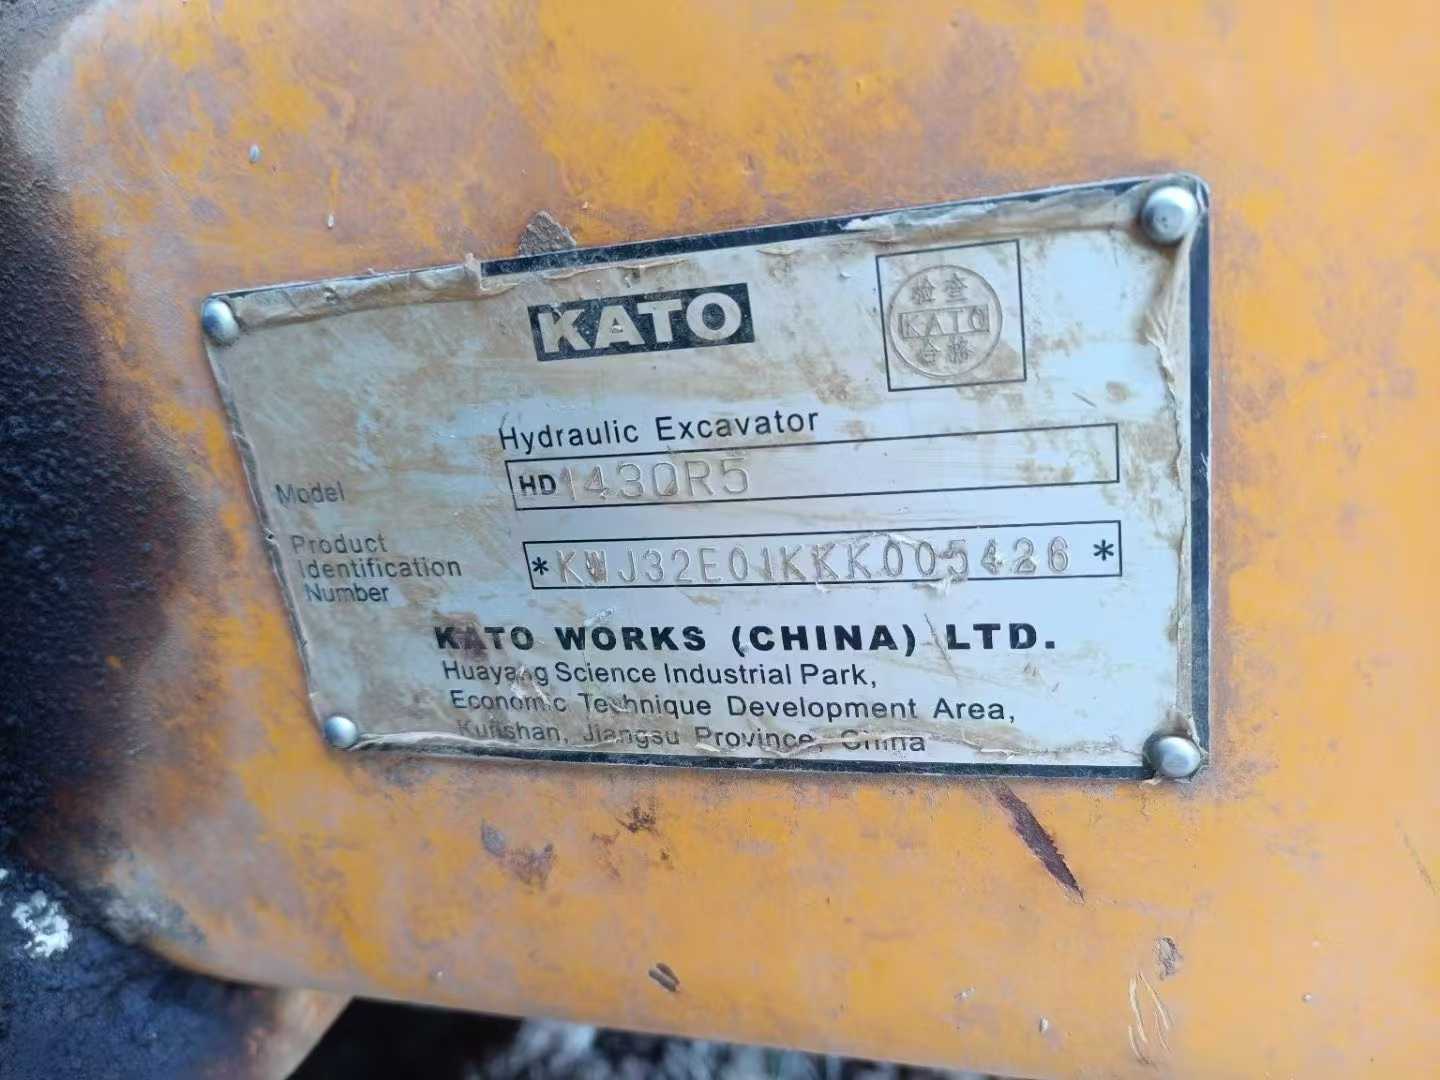 KATO
检查
KATO
合格
Hydraulic Excavator
Model HD1430R5
Product
Identification
Number
*KWJ32E01KKK005426*
KATO WORKS (CHINA) LTD.
Huayang Science Industrial Park,
Economic Technique Development Area,
Kunshan, Jiangsu Province, China